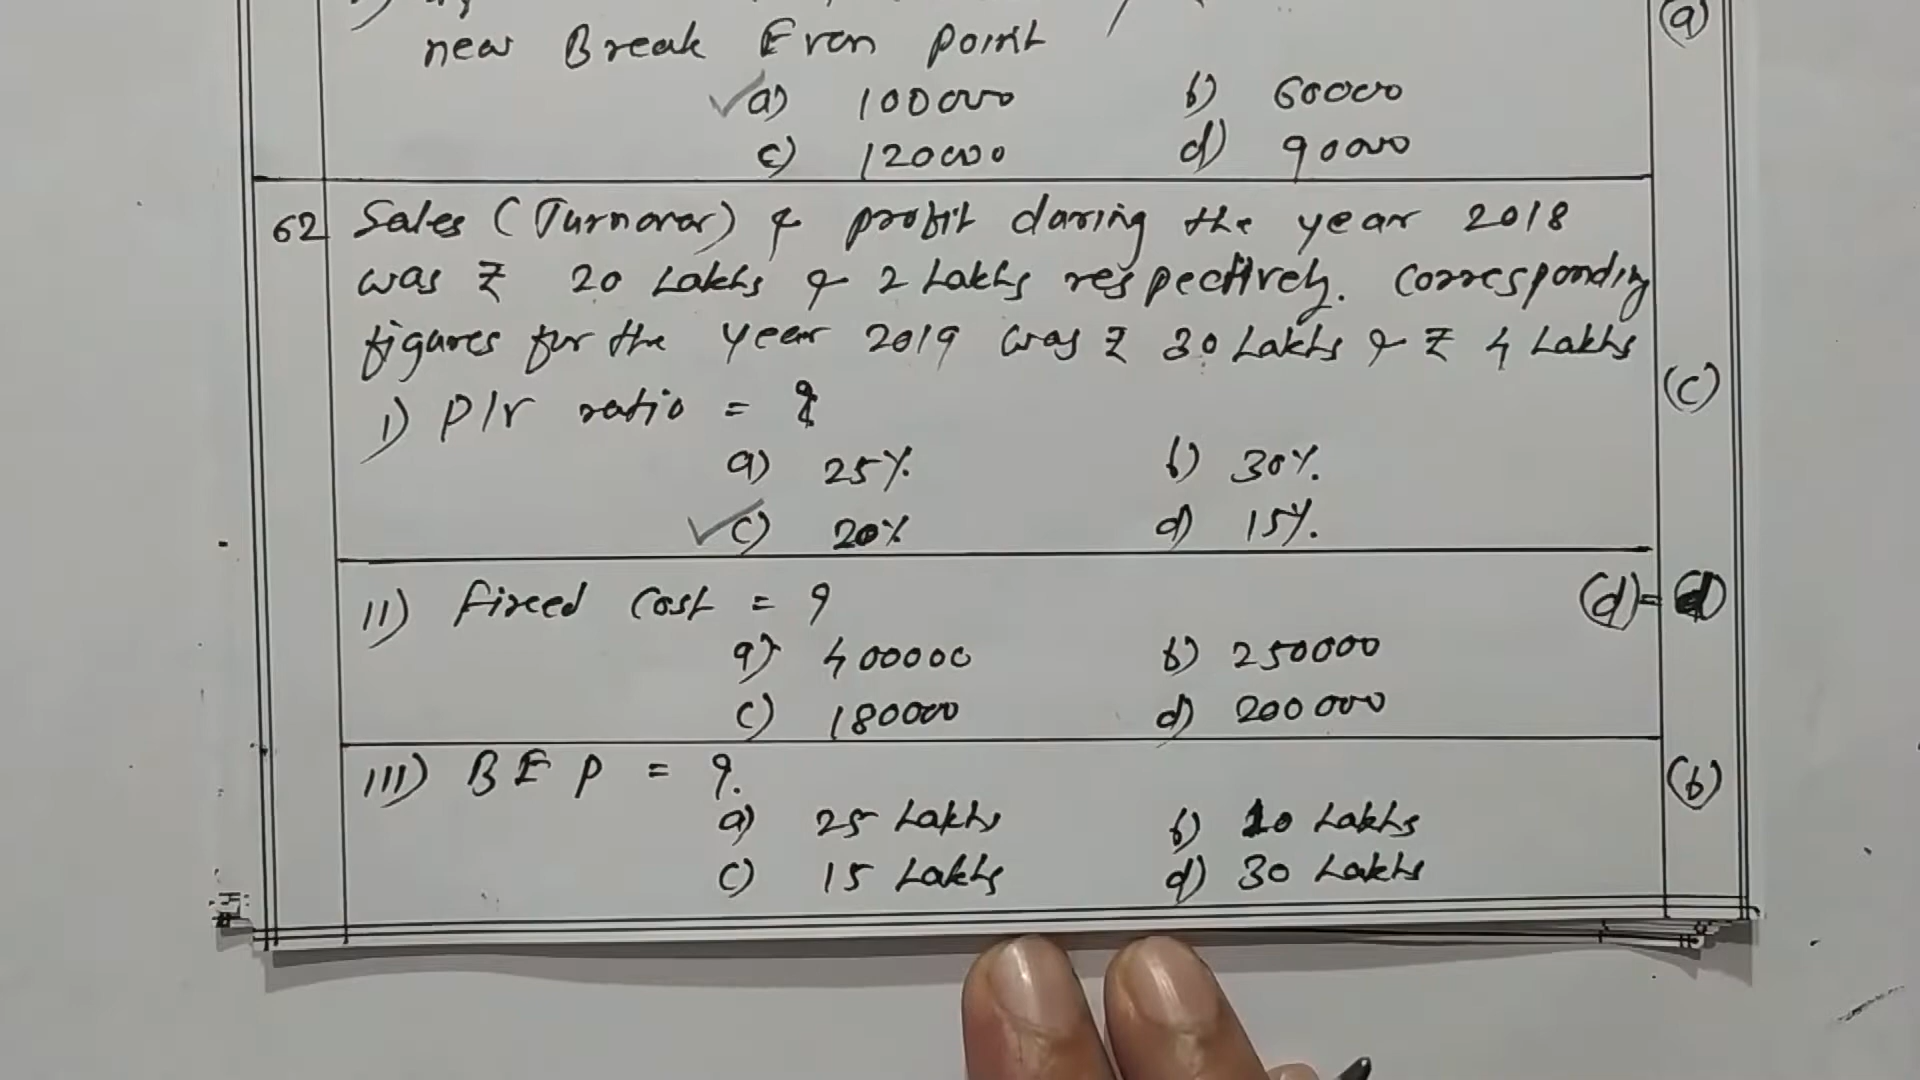 new Break Even point
(a)
a) 100000 b) 60000
c) 120000 d) 90000
62 Sales (Turnover) & profit during the year 2018
was ₹ 20 Lakhs & 2 Lakhs respectively. Corresponding
figures for the year 2019 was ₹ 30 Lakhs & ₹ 4 Lakhs
(c)
i) P/V ratio = ?
a) 25% b) 30%.
c) 20% d) 15%.
ii) fixed Cost = ? (d) =
a) 400000 b) 250000
c) 180000 d) 200000
iii) B E P = ? (b)
a) 25 Lakhs b) 20 Lakhs
c) 15 Lakhs d) 30 Lakhs